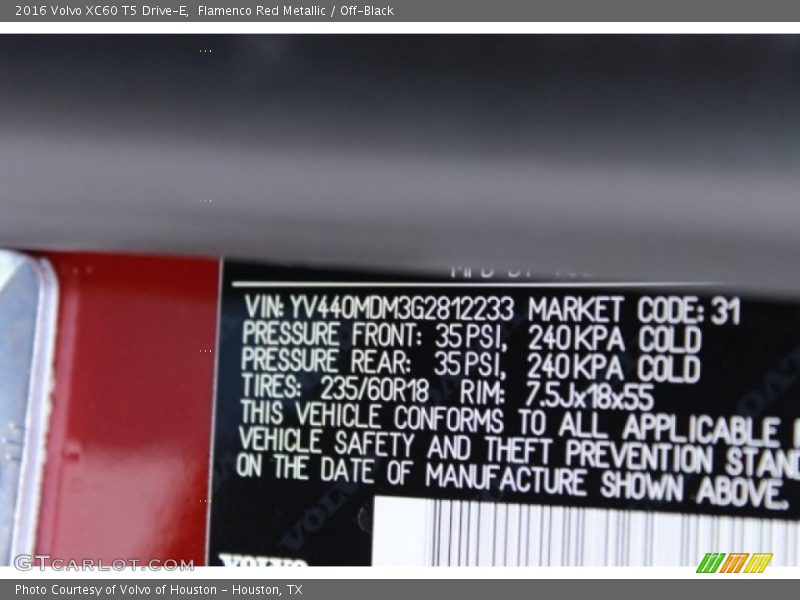 2016 Volvo XC60 T5 Drive-E, Flamenco Red Metallic / Off-Black
VIN: YV440MDM3G2812233 MARKET CODE: 31
PRESSURE FRONT: 35 PSI, 240 KPA COLD
PRESSURE REAR: 35 PSI, 240 KPA COLD
TIRES: 235/60R18 RIM: 7.5Jx18x55
THIS VEHICLE CONFORMS TO ALL APPLICABLE
VEHICLE SAFETY AND THEFT PREVENTION STAN
ON THE DATE OF MANUFACTURE SHOWN ABOVE.
VOLVO
GTCARLOT.COM
Photo Courtesy of Volvo of Houston - Houston, TX